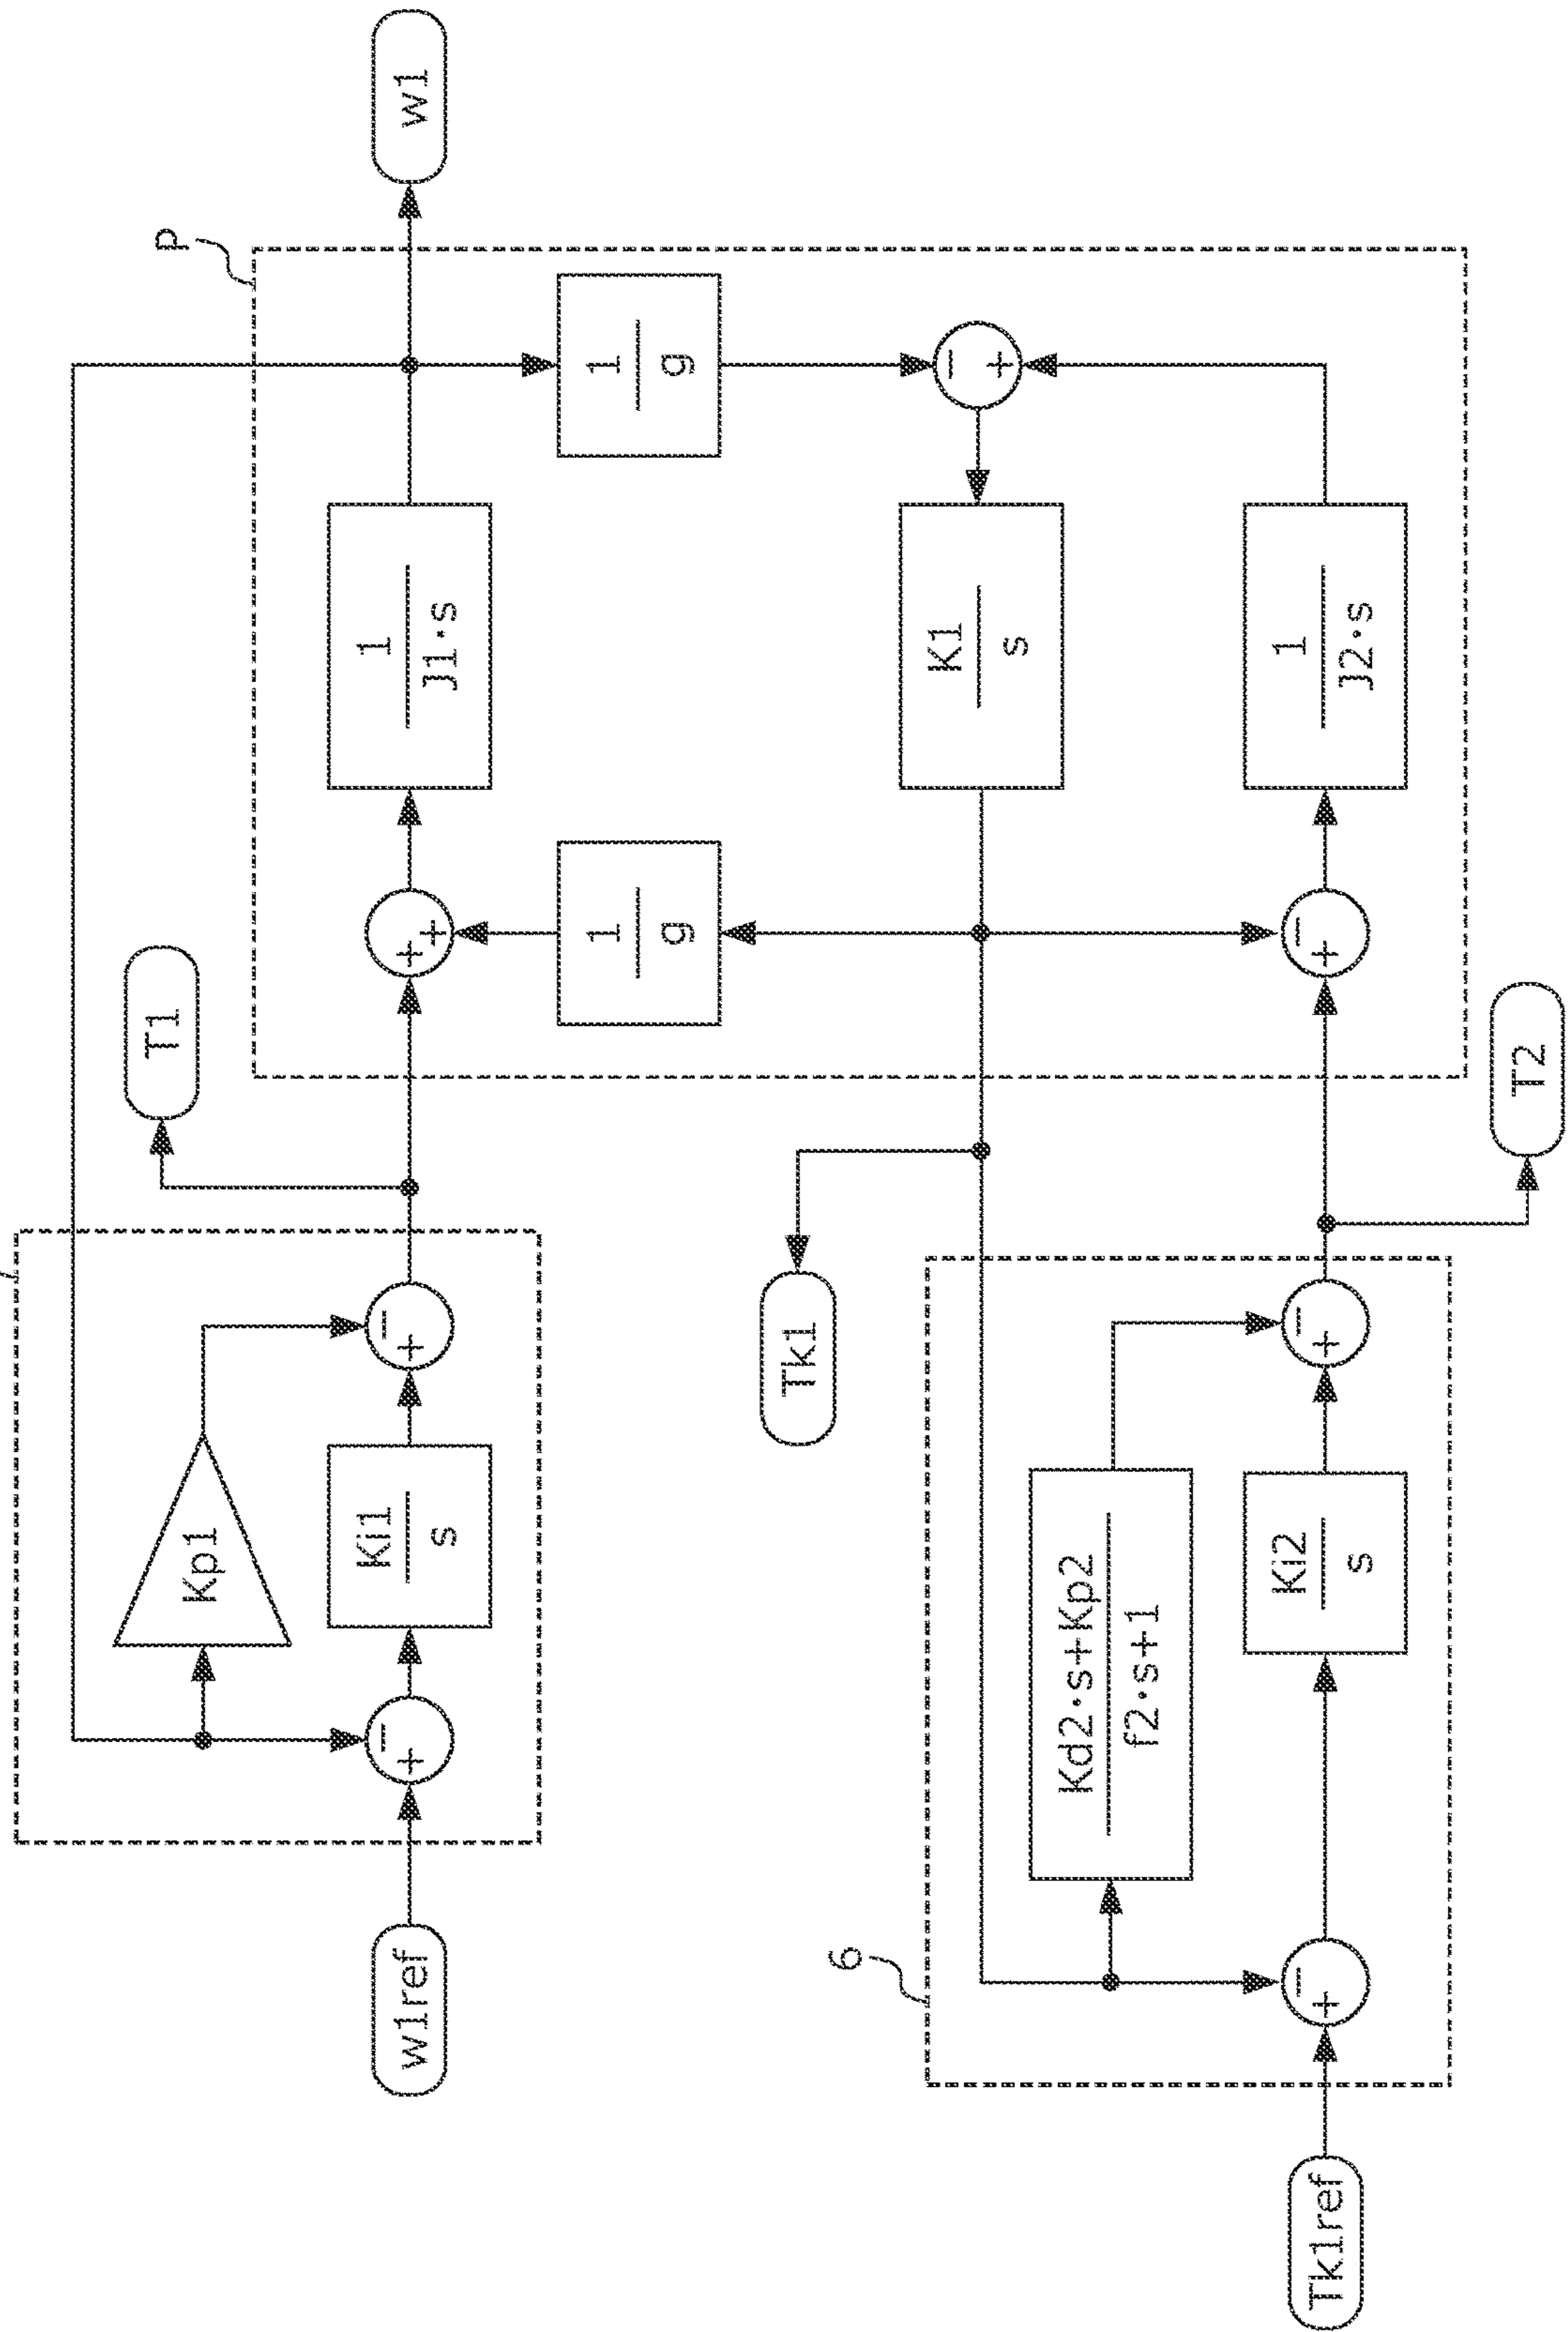 P
w1
T1
1
J1·s
1
g
1
g
K1
s
1
J2·s
w1ref
Kp1
Ki1
s
Tk1
T2
6
Tk1ref
Kd2·s+Kp2
f2·s+1
Ki2
s
+
−
+
−
+
+
−
+
+
−
+
−
+
−